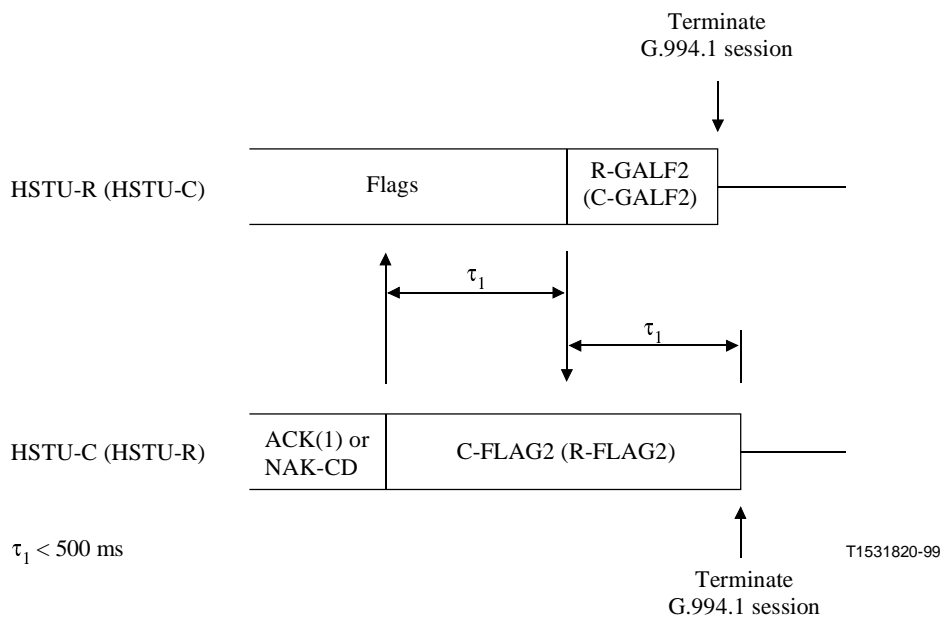 Terminate
G.994.1 session
HSTU-R (HSTU-C)
Flags
R-GALF2
(C-GALF2)
τ1
τ1
HSTU-C (HSTU-R)
ACK(1) or
NAK-CD
C-FLAG2 (R-FLAG2)
τ1 < 500 ms
T1531820-99
Terminate
G.994.1 session